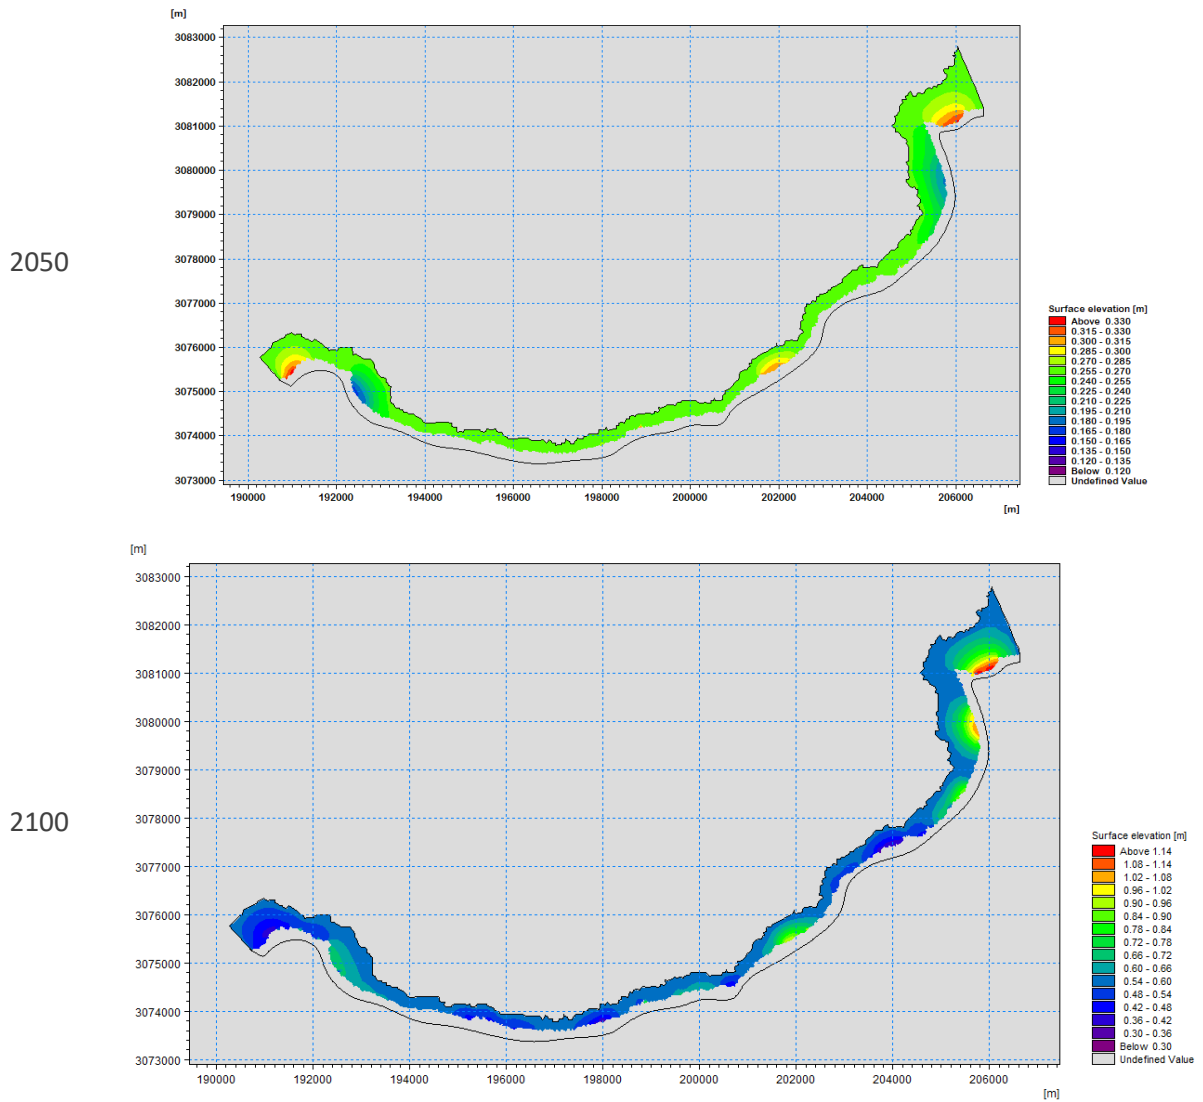 [m]
3083000
3082000
3081000
3080000
3079000
3078000
3077000
3076000
3075000
3074000
3073000
190000 192000 194000 196000 198000 200000 202000 204000 206000
[m]
2050
Surface elevation [m]
Above 0.330
0.315 - 0.330
0.300 - 0.315
0.285 - 0.300
0.270 - 0.285
0.255 - 0.270
0.240 - 0.255
0.225 - 0.240
0.210 - 0.225
0.195 - 0.210
0.180 - 0.195
0.165 - 0.180
0.150 - 0.165
0.135 - 0.150
0.120 - 0.135
Below 0.120
Undefined Value
[m]
3083000
3082000
3081000
3080000
3079000
3078000
3077000
3076000
3075000
3074000
3073000
190000 192000 194000 196000 198000 200000 202000 204000 206000
[m]
2100
Surface elevation [m]
Above 1.14
1.08 - 1.14
1.02 - 1.08
0.96 - 1.02
0.90 - 0.96
0.84 - 0.90
0.78 - 0.84
0.72 - 0.78
0.66 - 0.72
0.60 - 0.66
0.54 - 0.60
0.48 - 0.54
0.42 - 0.48
0.36 - 0.42
0.30 - 0.36
Below 0.30
Undefined Value